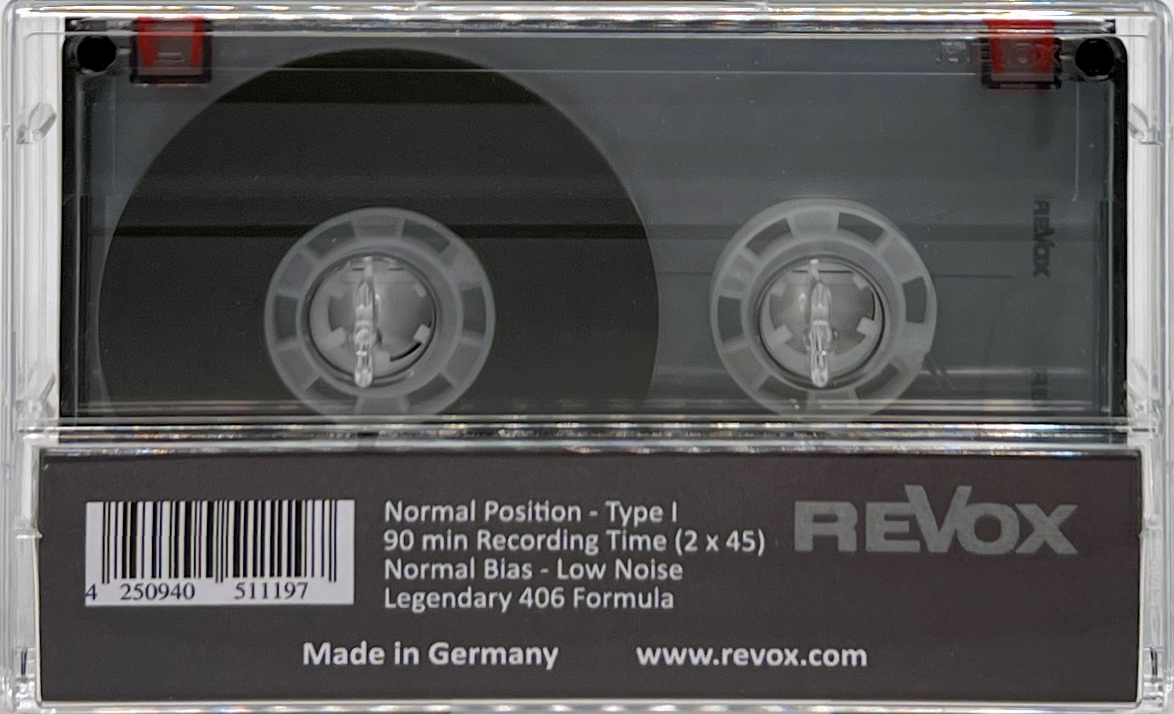 REVOX
Normal Position - Type I
90 min Recording Time (2 x 45)
Normal Bias - Low Noise
Legendary 406 Formula
REVOX
4 250940 511197
Made in Germany
www.revox.com